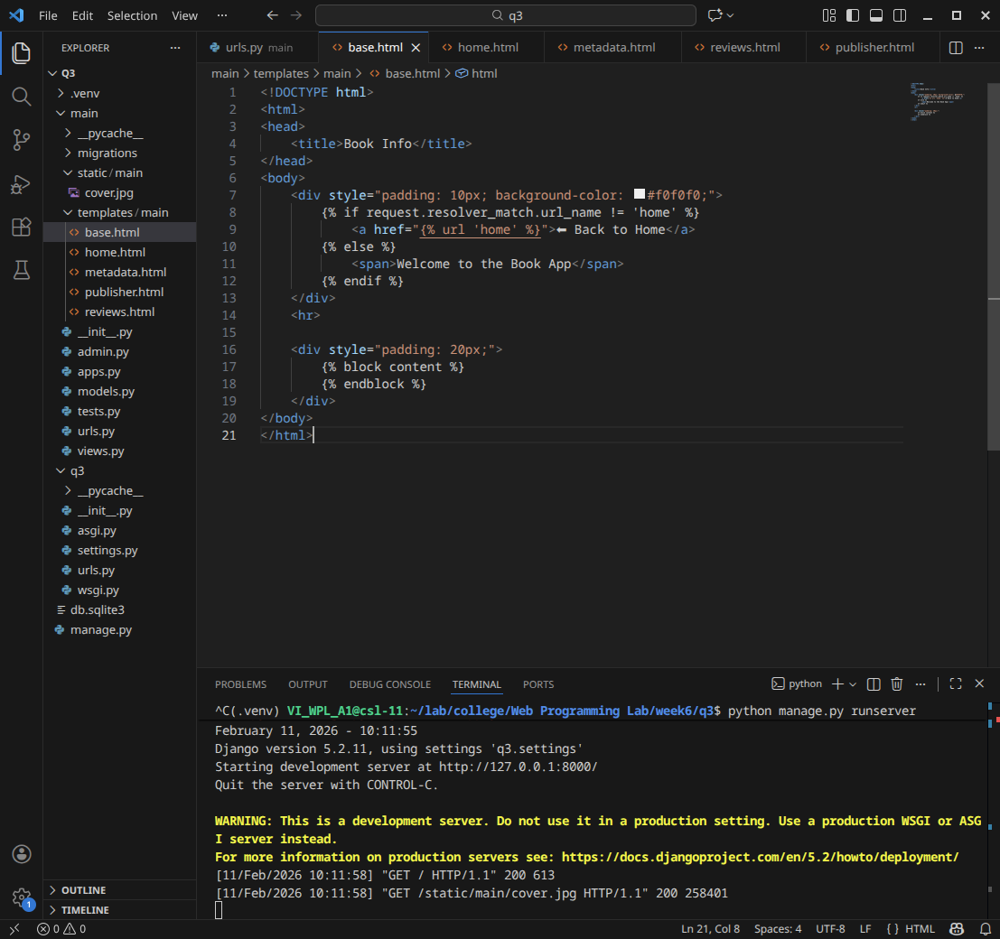 File Edit Selection View ··· q3
EXPLORER ···
Q3
.venv
main
__pycache__
migrations
static / main
cover.jpg
templates / main
base.html
home.html
metadata.html
publisher.html
reviews.html
__init__.py
admin.py
apps.py
models.py
tests.py
urls.py
views.py
q3
__pycache__
__init__.py
asgi.py
settings.py
urls.py
wsgi.py
db.sqlite3
manage.py
OUTLINE
TIMELINE
1
urls.py main base.html home.html metadata.html reviews.html publisher.html ···
main > templates > main > base.html > html
1 <!DOCTYPE html>
2 <html>
3 <head>
4 <title>Book Info</title>
5 </head>
6 <body>
7 <div style="padding: 10px; background-color: #f0f0f0;">
8 {% if request.resolver_match.url_name != 'home' %}
9 <a href="{% url 'home' %}">⬅ Back to Home</a>
10 {% else %}
11 <span>Welcome to the Book App</span>
12 {% endif %}
13 </div>
14 <hr>
15
16 <div style="padding: 20px;">
17 {% block content %}
18 {% endblock %}
19 </div>
20 </body>
21 </html>
PROBLEMS OUTPUT DEBUG CONSOLE TERMINAL PORTS python ···
^C(.venv) VI_WPL_A1@csl-11:~/lab/college/Web Programming Lab/week6/q3$ python manage.py runserver
February 11, 2026 - 10:11:55
Django version 5.2.11, using settings 'q3.settings'
Starting development server at http://127.0.0.1:8000/
Quit the server with CONTROL-C.
WARNING: This is a development server. Do not use it in a production setting. Use a production WSGI or ASG
I server instead.
For more information on production servers see: https://docs.djangoproject.com/en/5.2/howto/deployment/
[11/Feb/2026 10:11:58] "GET / HTTP/1.1" 200 613
[11/Feb/2026 10:11:58] "GET /static/main/cover.jpg HTTP/1.1" 200 258401
0 0 Ln 21, Col 8 Spaces: 4 UTF-8 LF { } HTML